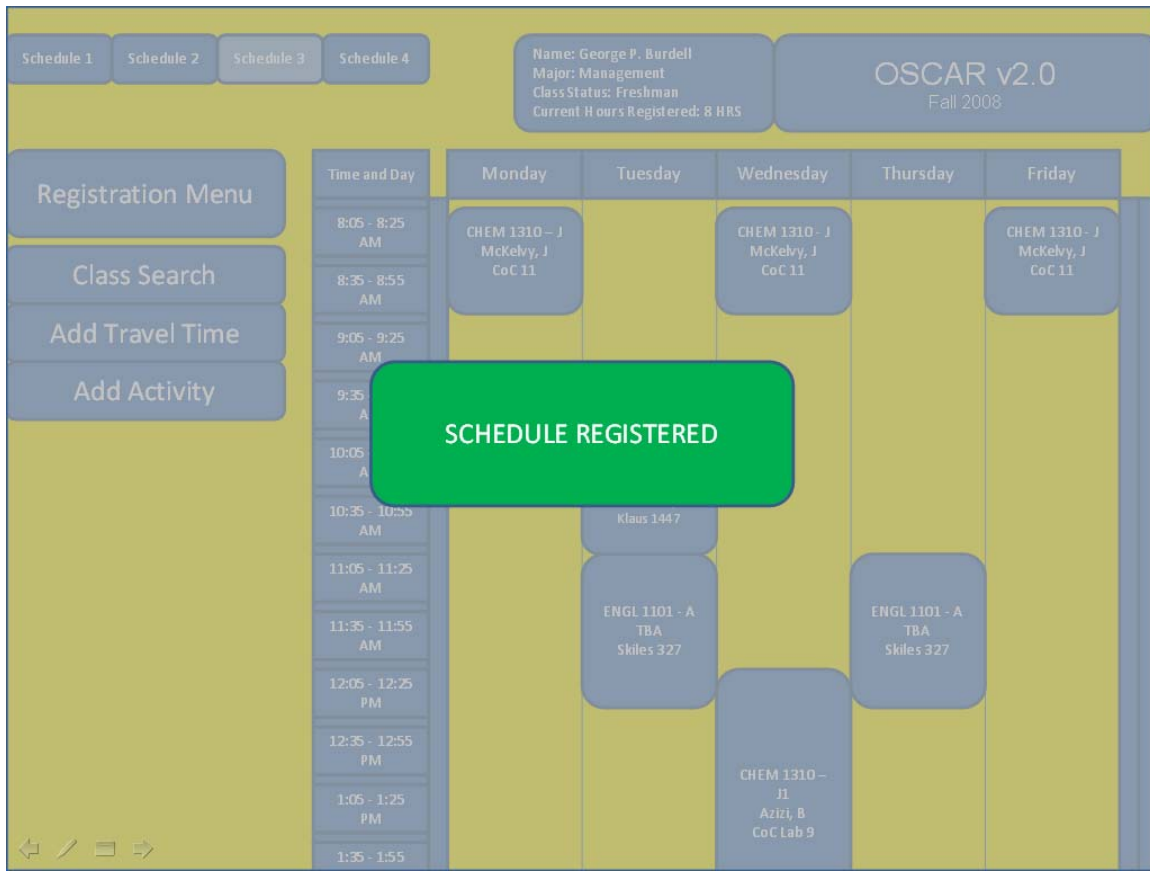 Schedule 1
Schedule 2
Schedule 3
Schedule 4
Name: George P. Burdell
Major: Management
Class Status: Freshman
Current Hours Registered: 8 HRS
OSCAR v2.0
Fall 2008
Registration Menu
Class Search
Add Travel Time
Add Activity
Time and Day
Monday
Tuesday
Wednesday
Thursday
Friday
8:05 - 8:25
AM
CHEM 1310 – J
McKelvy, J
CoC 11
CHEM 1310 - J
McKelvy, J
CoC 11
CHEM 1310 - J
McKelvy, J
CoC 11
8:35 - 8:55
AM
9:05 - 9:25
AM
9:35
A
SCHEDULE REGISTERED
10:05
A
10:35 - 10:55
AM
Klaus 1447
11:05 - 11:25
AM
11:35 - 11:55
AM
ENGL 1101 - A
TBA
Skiles 327
ENGL 1101 - A
TBA
Skiles 327
12:05 - 12:25
PM
12:35 - 12:55
PM
1:05 - 1:25
PM
CHEM 1310 –
J1
Azizi, B
CoC Lab 9
1:35 - 1:55